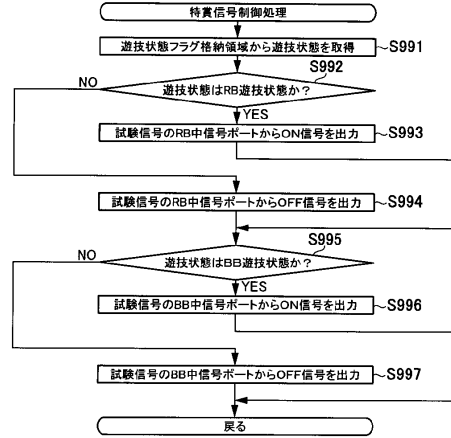 特賞信号制御処理
遊技状態フラグ格納領域から遊技状態を取得
S991
S992
NO
遊技状態はRB遊技状態か?
YES
試験信号のRB中信号ポートからON信号を出力
S993
試験信号のRB中信号ポートからOFF信号を出力
S994
S995
NO
遊技状態はBB遊技状態か?
YES
試験信号のBB中信号ポートからON信号を出力
S996
試験信号のBB中信号ポートからOFF信号を出力
S997
戻る